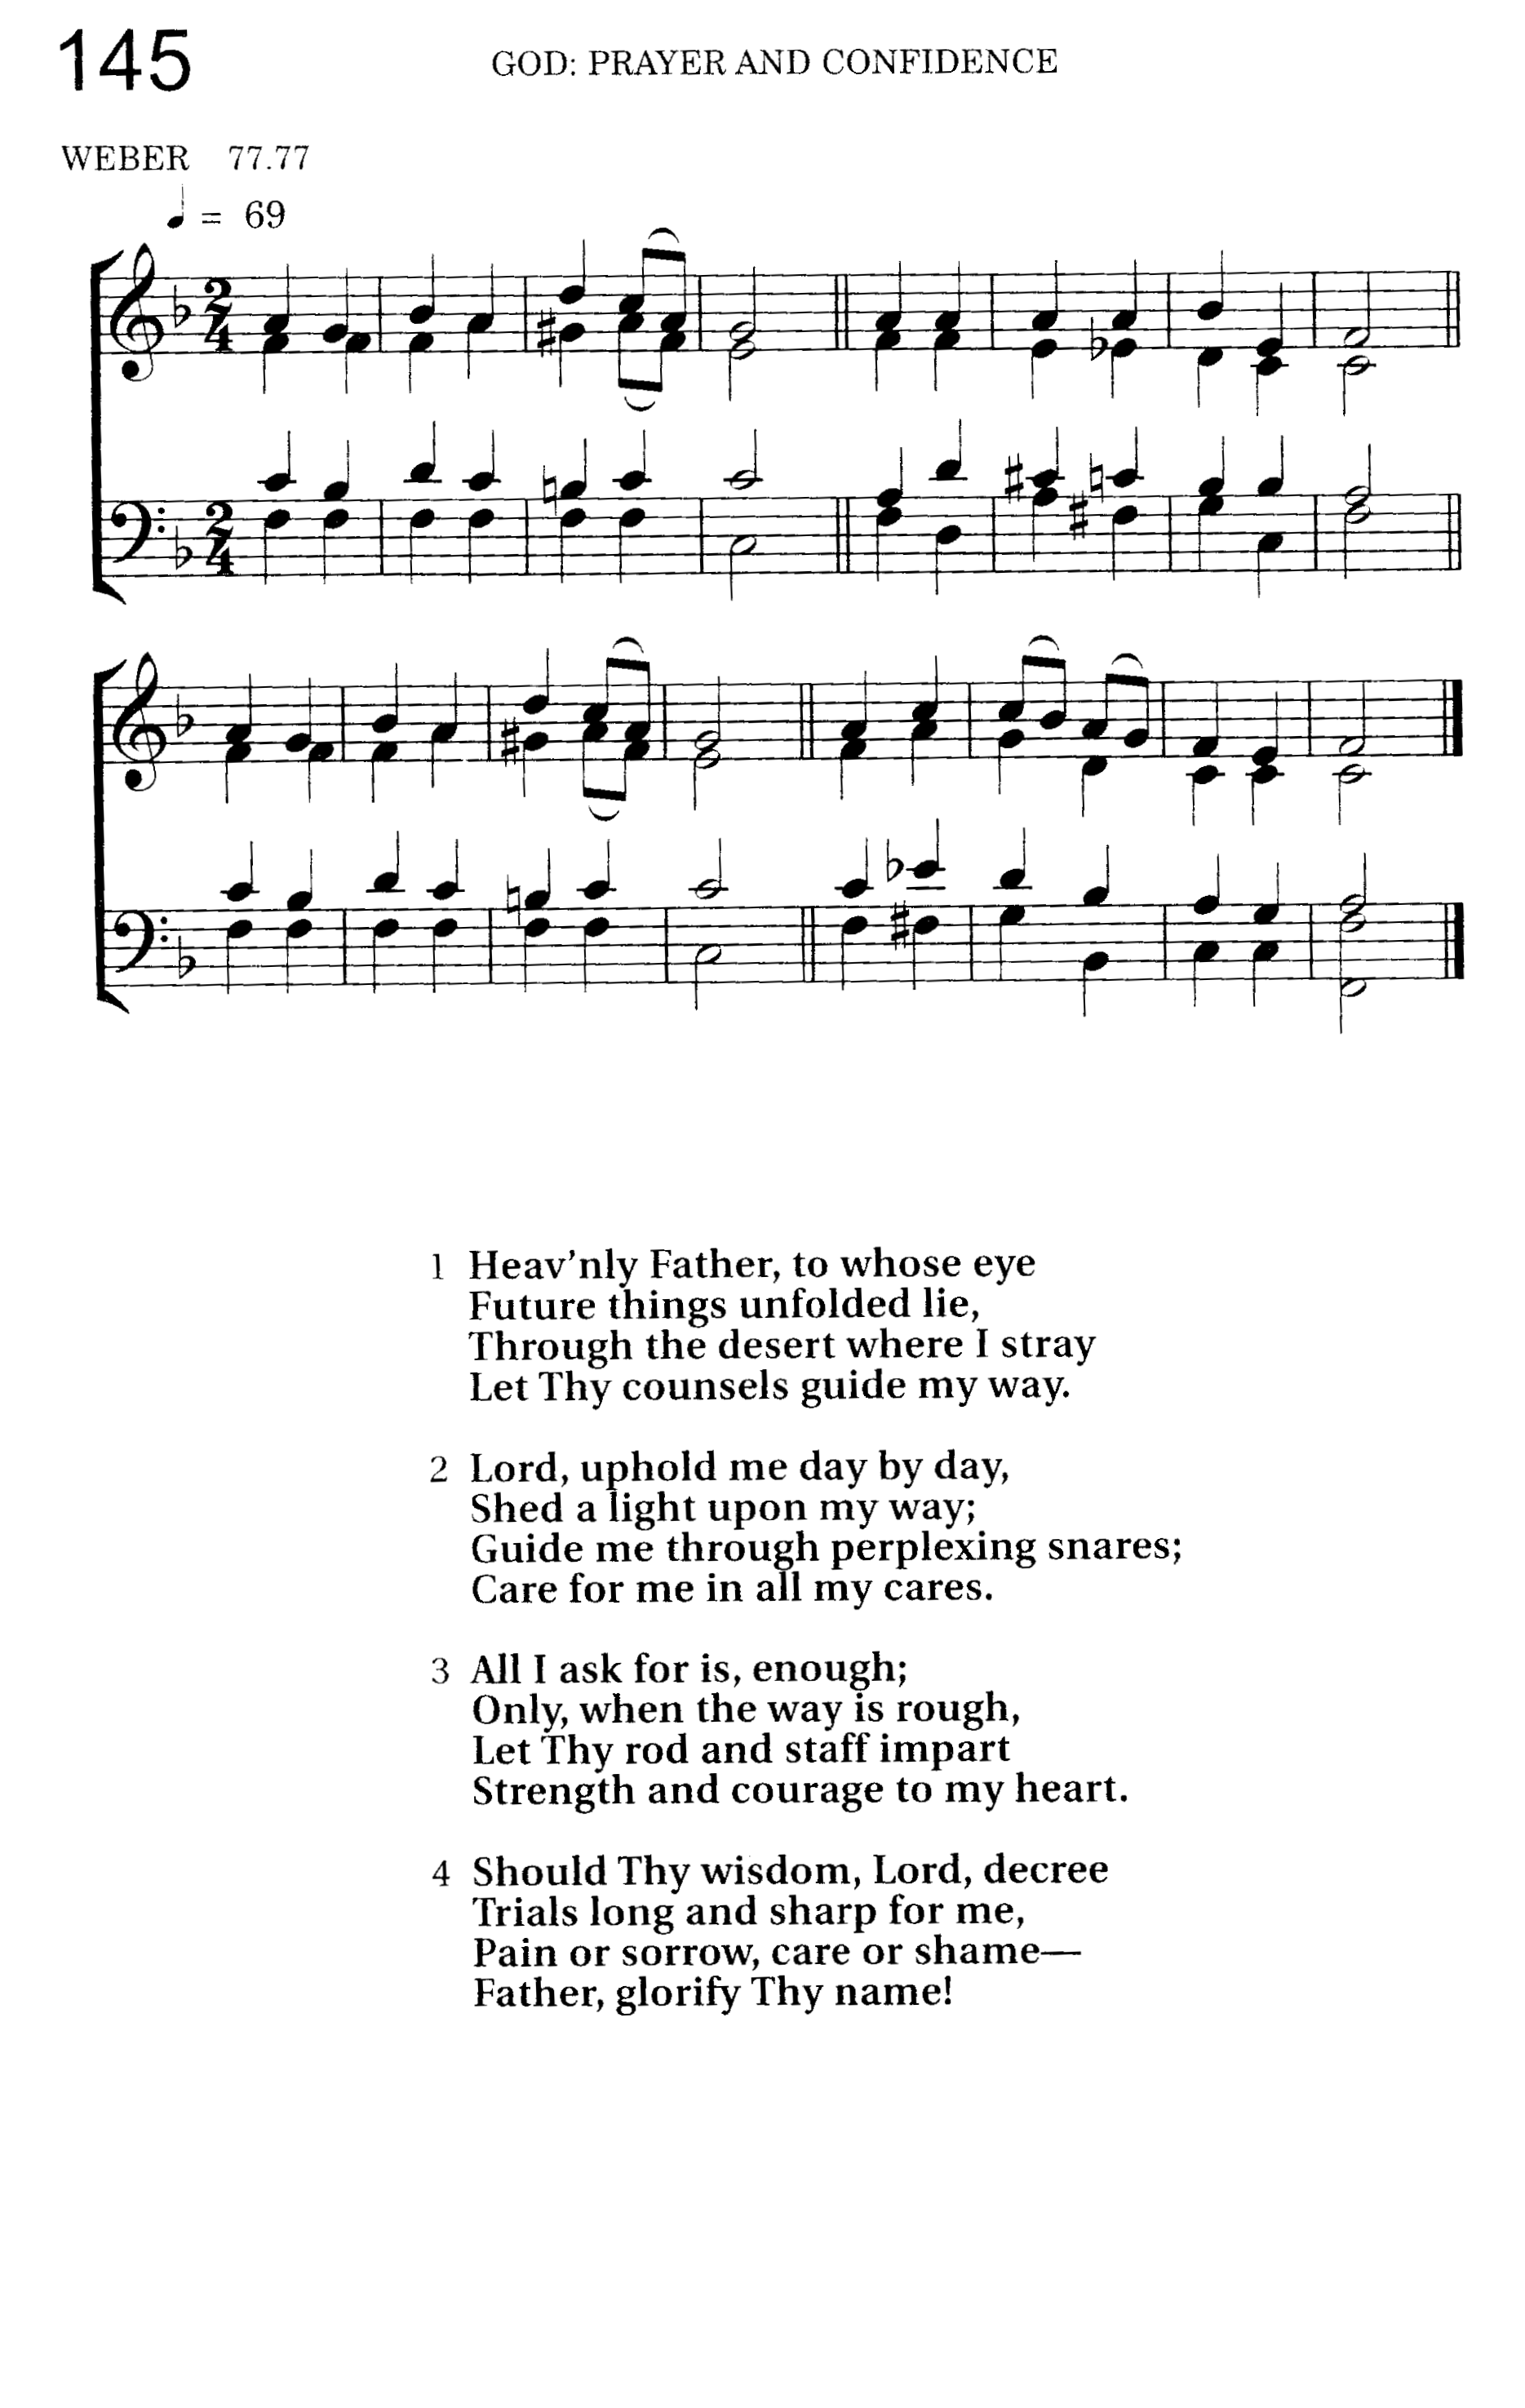 145
GOD: PRAYER AND CONFIDENCE
WEBER 77.77
♩ = 69
1 Heav’nly Father, to whose eye
Future things unfolded lie,
Through the desert where I stray
Let Thy counsels guide my way.
2 Lord, uphold me day by day,
Shed a light upon my way;
Guide me through perplexing snares;
Care for me in all my cares.
3 All I ask for is, enough;
Only, when the way is rough,
Let Thy rod and staff impart
Strength and courage to my heart.
4 Should Thy wisdom, Lord, decree
Trials long and sharp for me,
Pain or sorrow, care or shame—
Father, glorify Thy name!